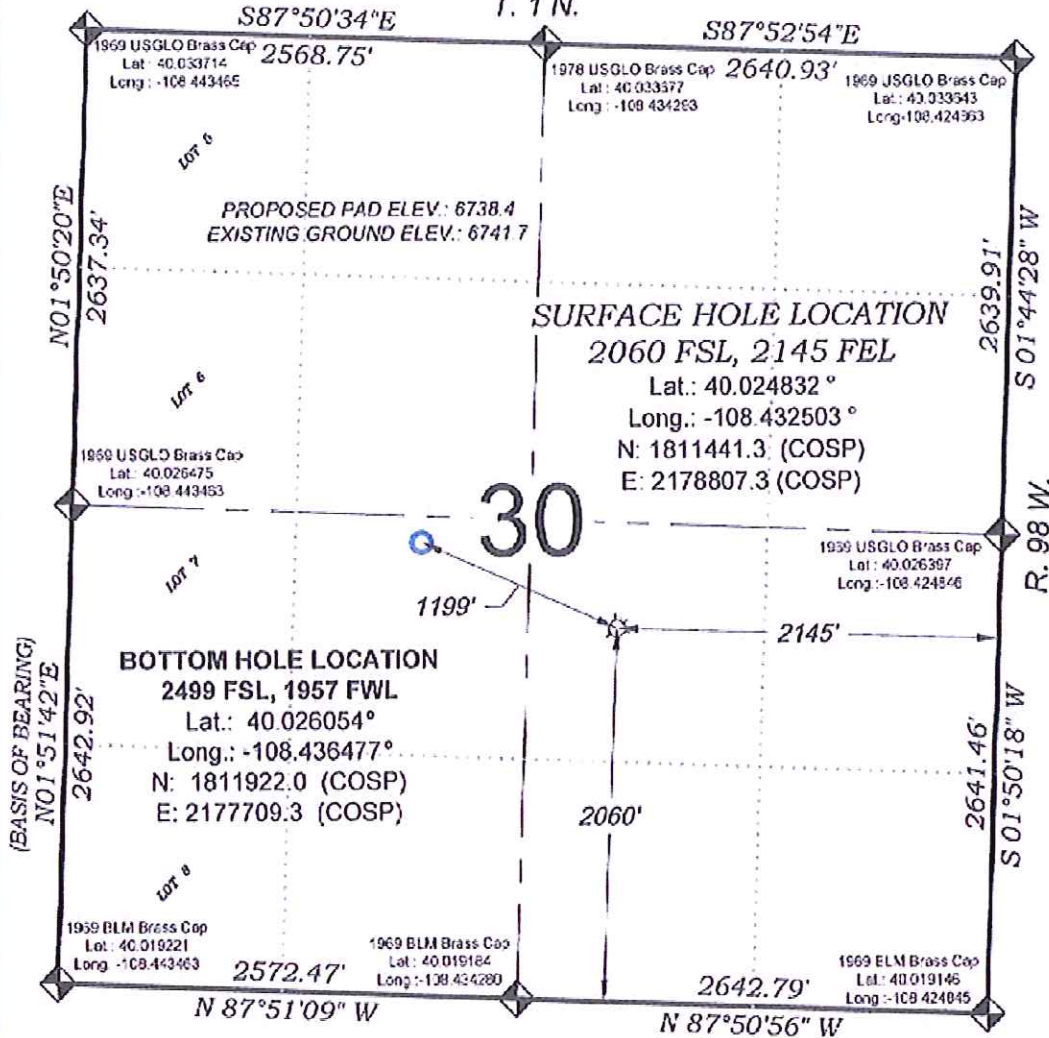 T. 1 N.
S87°50'34"E
2568.75'
S87°52'54"E
2640.93'
1969 USGLO Brass Cap
Lat: 40.033714
Long: -108.443465
1978 USGLO Brass Cap
Lat.: 40.033677
Long.: -108.434293
1969 USGLO Brass Cap
Lat.: 40.033643
Long-108.424563
LOT 5
PROPOSED PAD ELEV.: 6738.4
EXISTING GROUND ELEV.: 6741.7
N01°50'20"E
2637.34'
2639.91'
S 01°44'28" W
SURFACE HOLE LOCATION
2060 FSL, 2145 FEL
Lat.: 40.024832 °
Long.: -108.432503 °
N: 1811441.3 (COSP)
E: 2178807.3 (COSP)
LOT 6
1969 USGLO Brass Cap
Lat.: 40.026475
Long.:-108.443463
30
R. 98 W.
1969 USGLO Brass Cap
Lat.: 40.026397
Long.:-108.424846
LOT 7
1199'
2145'
BOTTOM HOLE LOCATION
2499 FSL, 1957 FWL
Lat.: 40.026054°
Long.: -108.436477°
N: 1811922.0 (COSP)
E: 2177709.3 (COSP)
(BASIS OF BEARING)
N01°51'42"E
2642.92'
2060'
2641.46'
S 01°50'18" W
LOT 8
1969 BLM Brass Cap
Lat.: 40.019221
Long. -108.443463
1969 BLM Brass Cap
Lat.: 40.019184
Long.:-108.434280
1969 BLM Brass Cap
Lat.: 40.019146
Long.:-108.424845
2572.47'
N 87°51'09" W
2642.79'
N 87°50'56" W